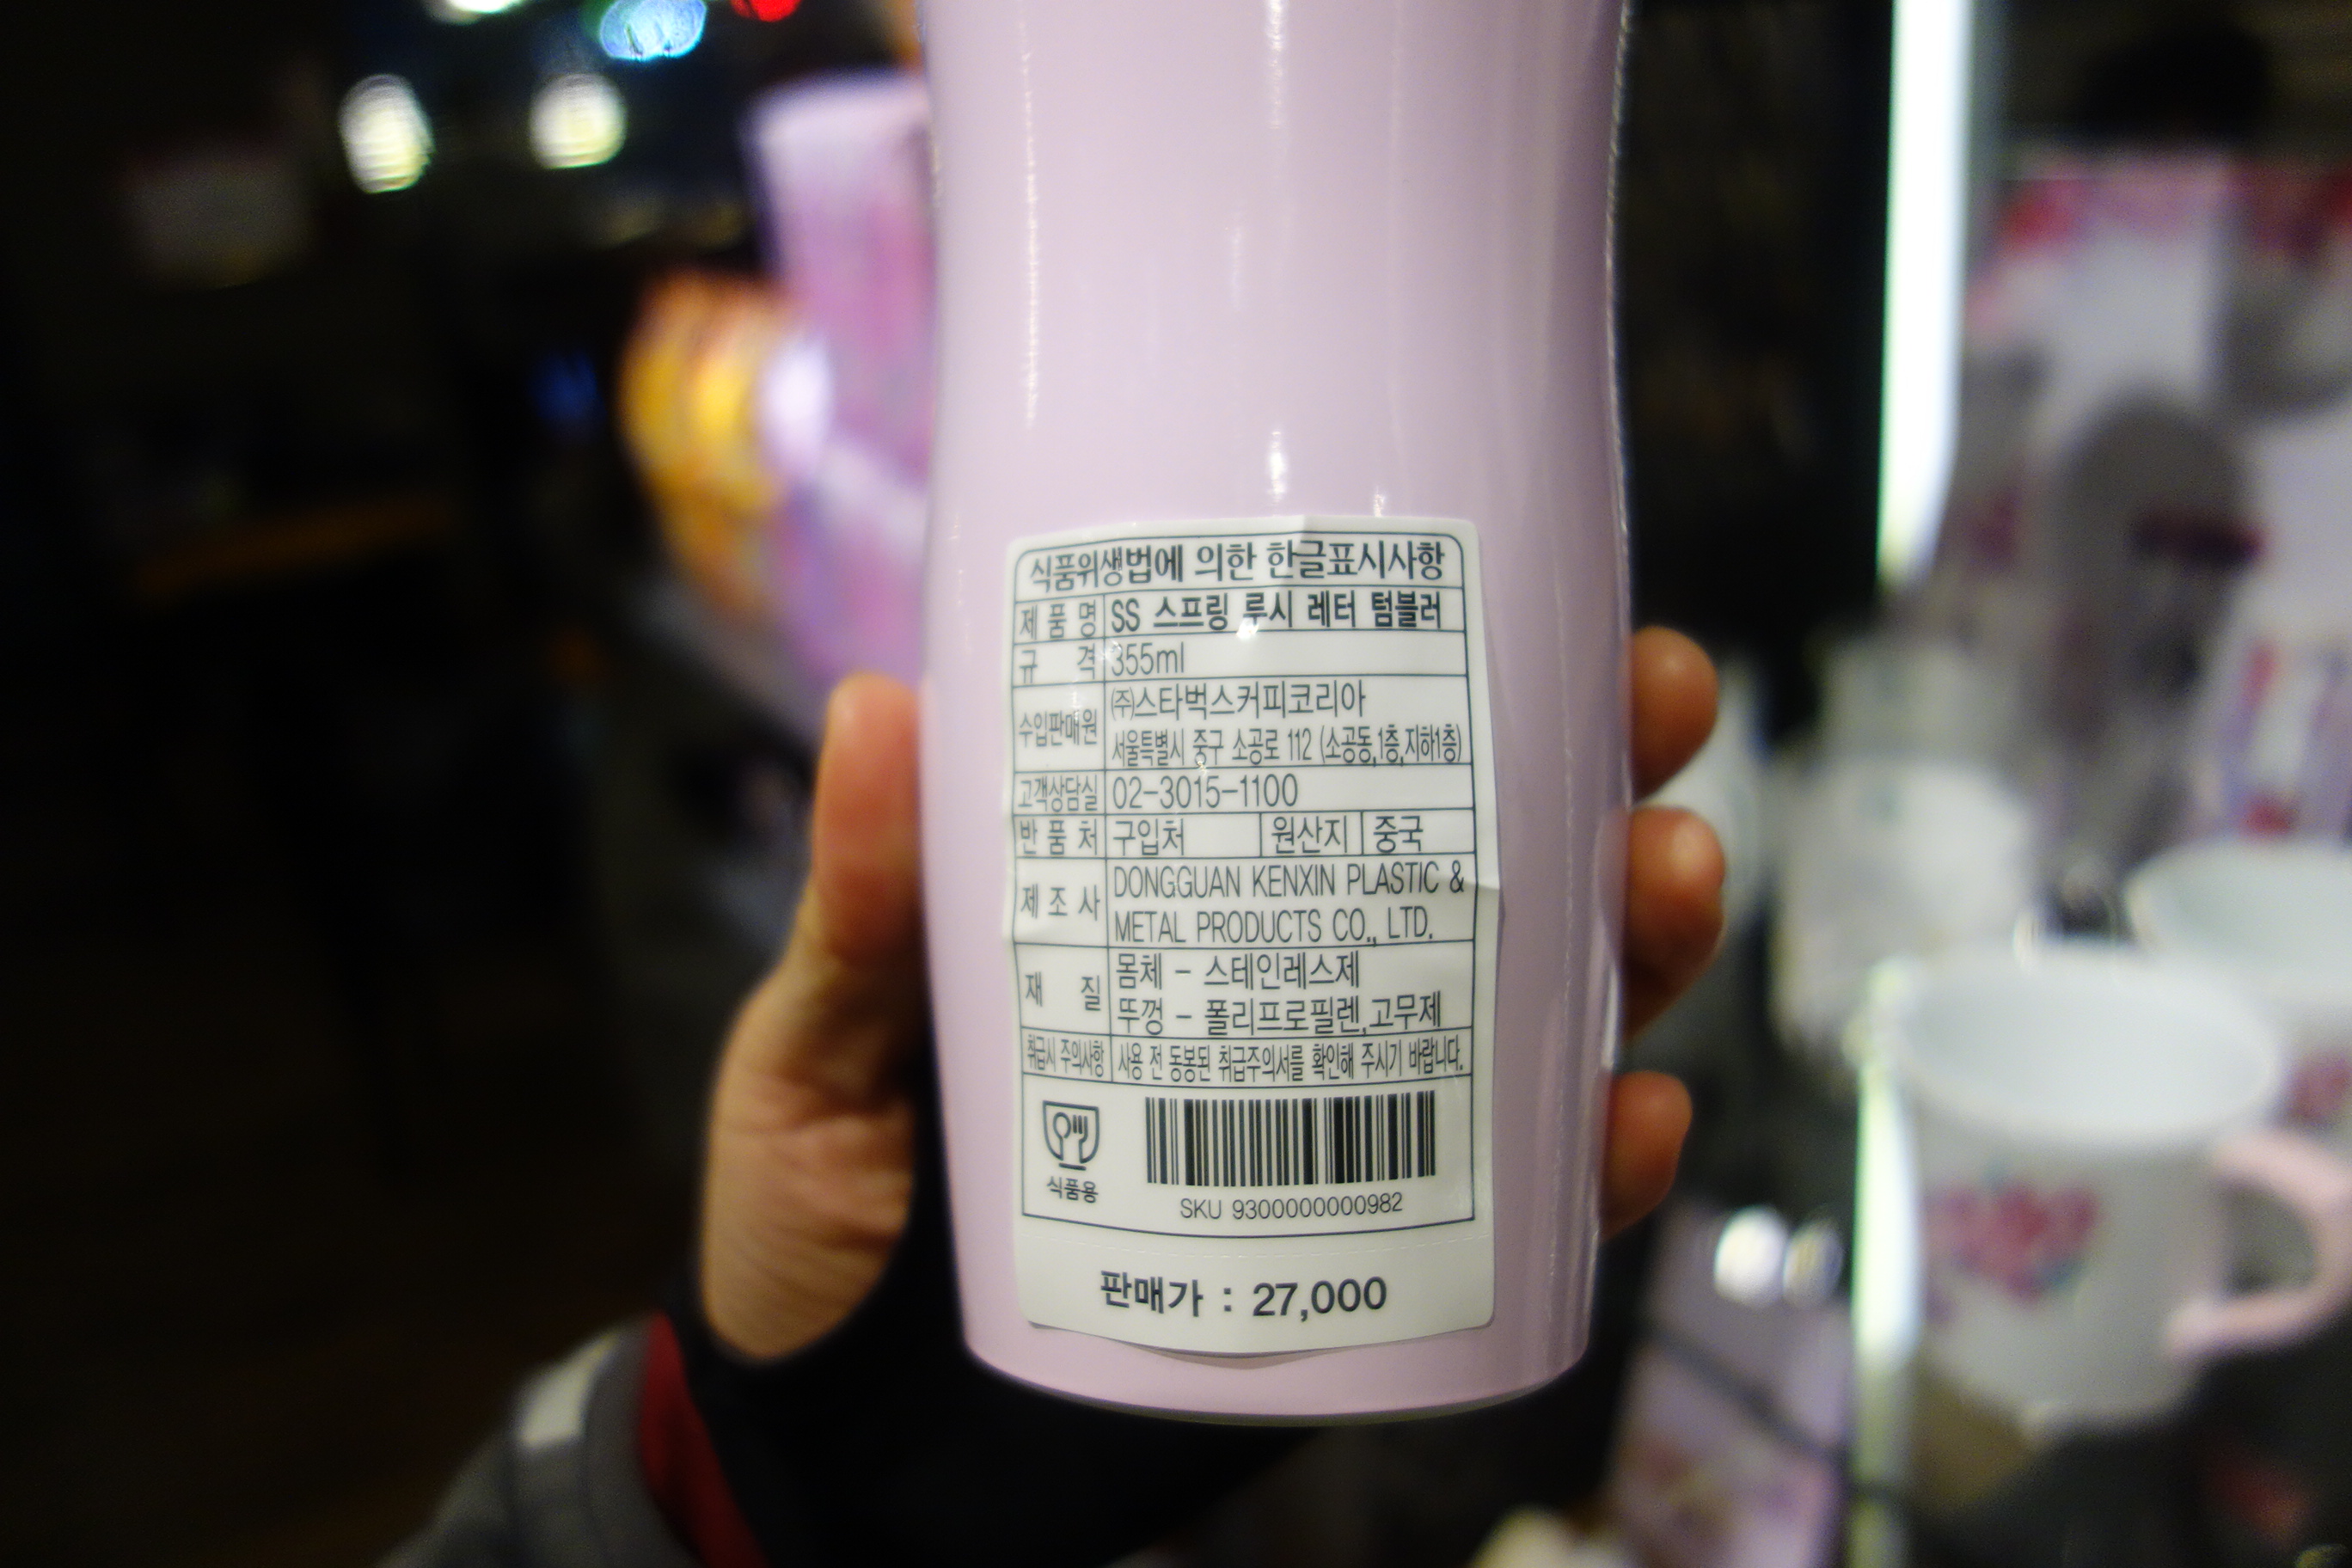 식품위생법에 의한 한글표시사항
제 품 명 SS 스프링 루시 레터 텀블러
규 격 355ml
수입판매원 ㈜스타벅스커피코리아
서울특별시 중구 소공로 112 (소공동,1층,지하1층)
고객상담실 02-3015-1100
반 품 처 구입처 원산지 중국
제 조 사 DONGGUAN KENXIN PLASTIC &
METAL PRODUCTS CO., LTD.
재 질 몸체 - 스테인레스제
뚜껑 - 폴리프로필렌,고무제
취급시 주의사항 사용 전 동봉된 취급주의서를 확인해 주시기 바랍니다.
식품용
SKU 9300000000982
판매가 : 27,000